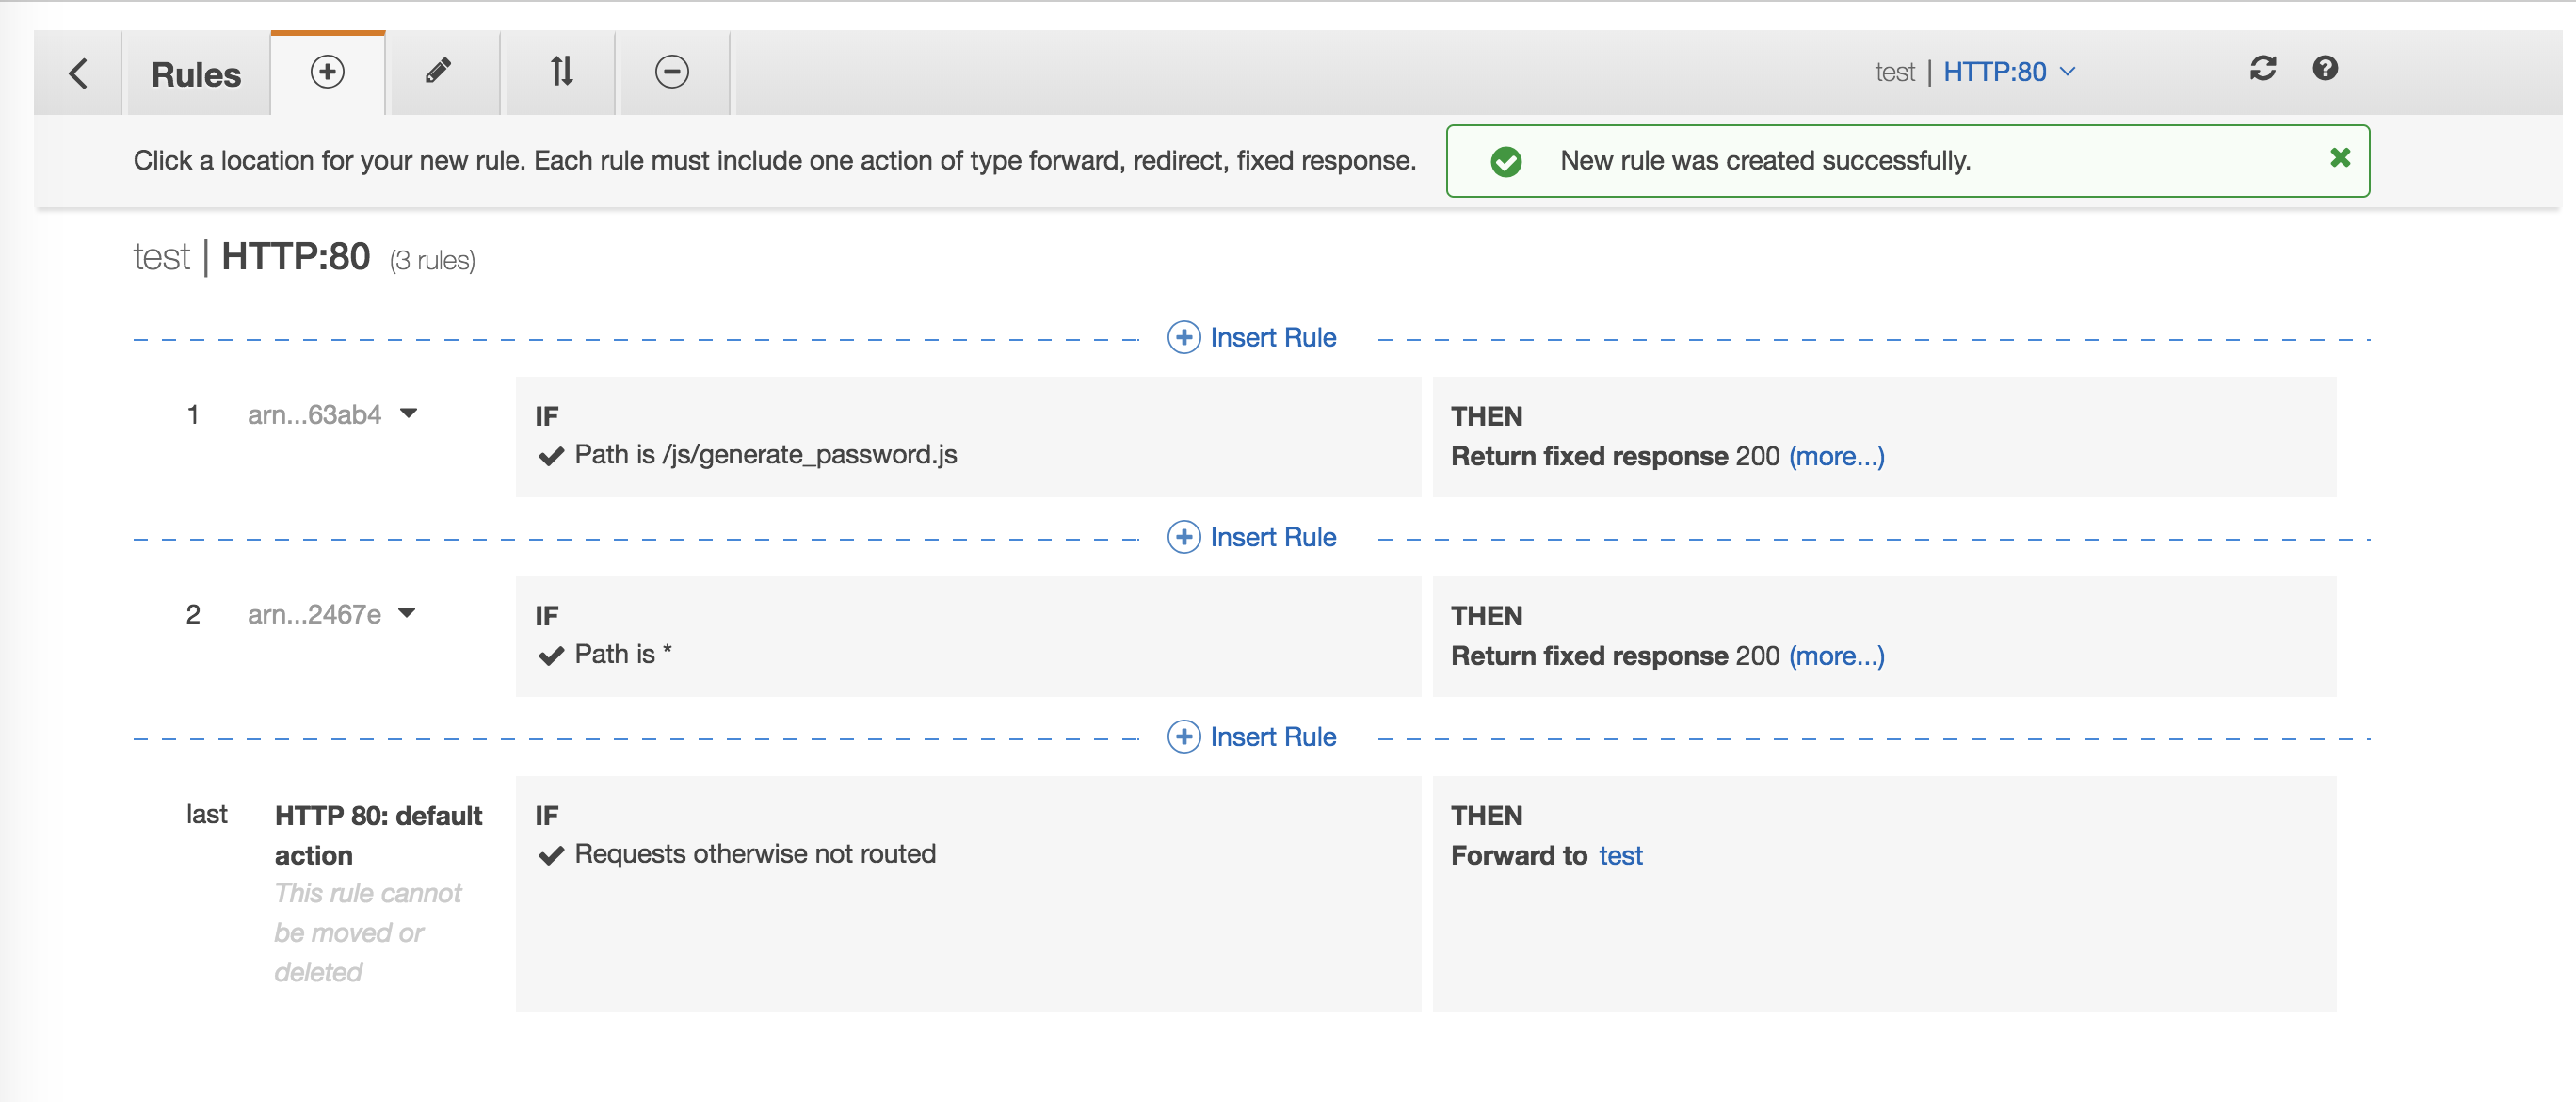 Rules
test | HTTP:80
Click a location for your new rule. Each rule must include one action of type forward, redirect, fixed response.
New rule was created successfully.
test | HTTP:80 (3 rules)
Insert Rule
1 arn...63ab4
IF
Path is /js/generate_password.js
THEN
Return fixed response 200 (more...)
Insert Rule
2 arn...2467e
IF
Path is *
THEN
Return fixed response 200 (more...)
Insert Rule
last
HTTP 80: default
action
This rule cannot
be moved or
deleted
IF
Requests otherwise not routed
THEN
Forward to test